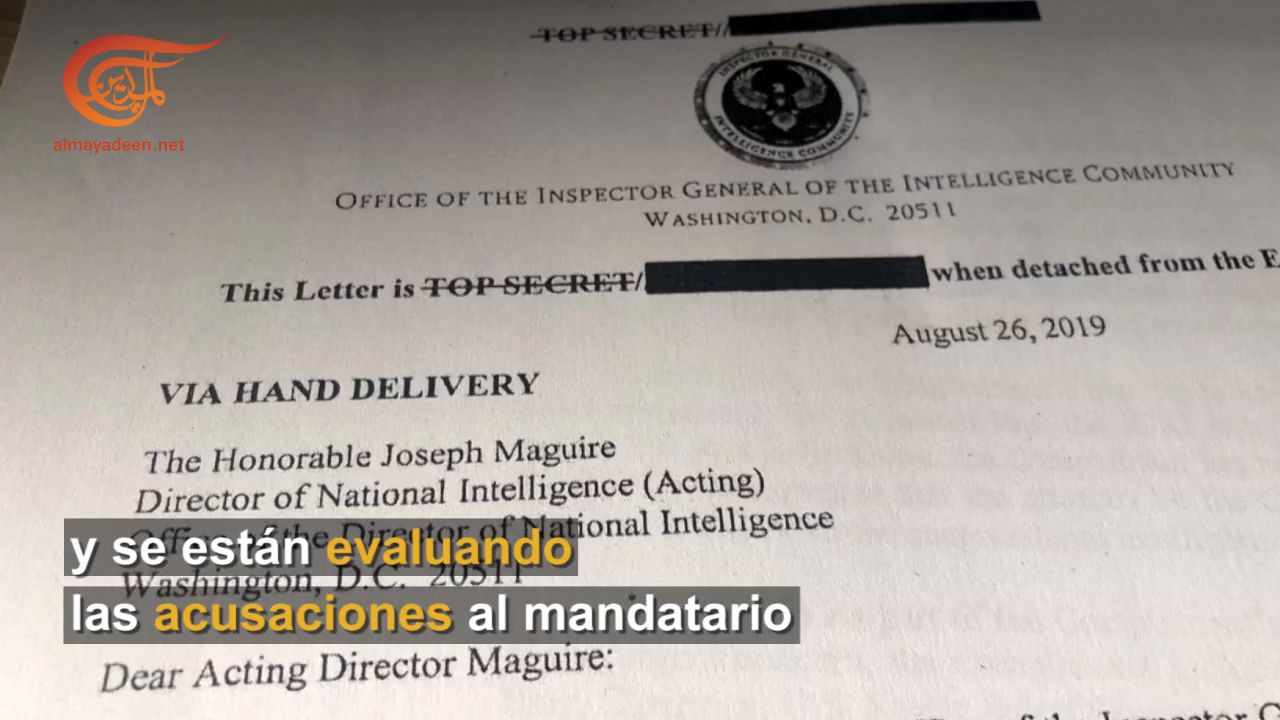 TOP SECRET//
INSPECTOR GENERAL
INTELLIGENCE COMMUNITY
الميادين
almayadeen.net
OFFICE OF THE INSPECTOR GENERAL OF THE INTELLIGENCE COMMUNITY
WASHINGTON, D.C. 20511
This Letter is TOP SECRET/ when detached from the E
August 26, 2019
VIA HAND DELIVERY
The Honorable Joseph Maguire
Director of National Intelligence (Acting)
Office of the Director of National Intelligence
Washington, D.C. 20511
y se están evaluando
las acusaciones al mandatario
Dear Acting Director Maguire: